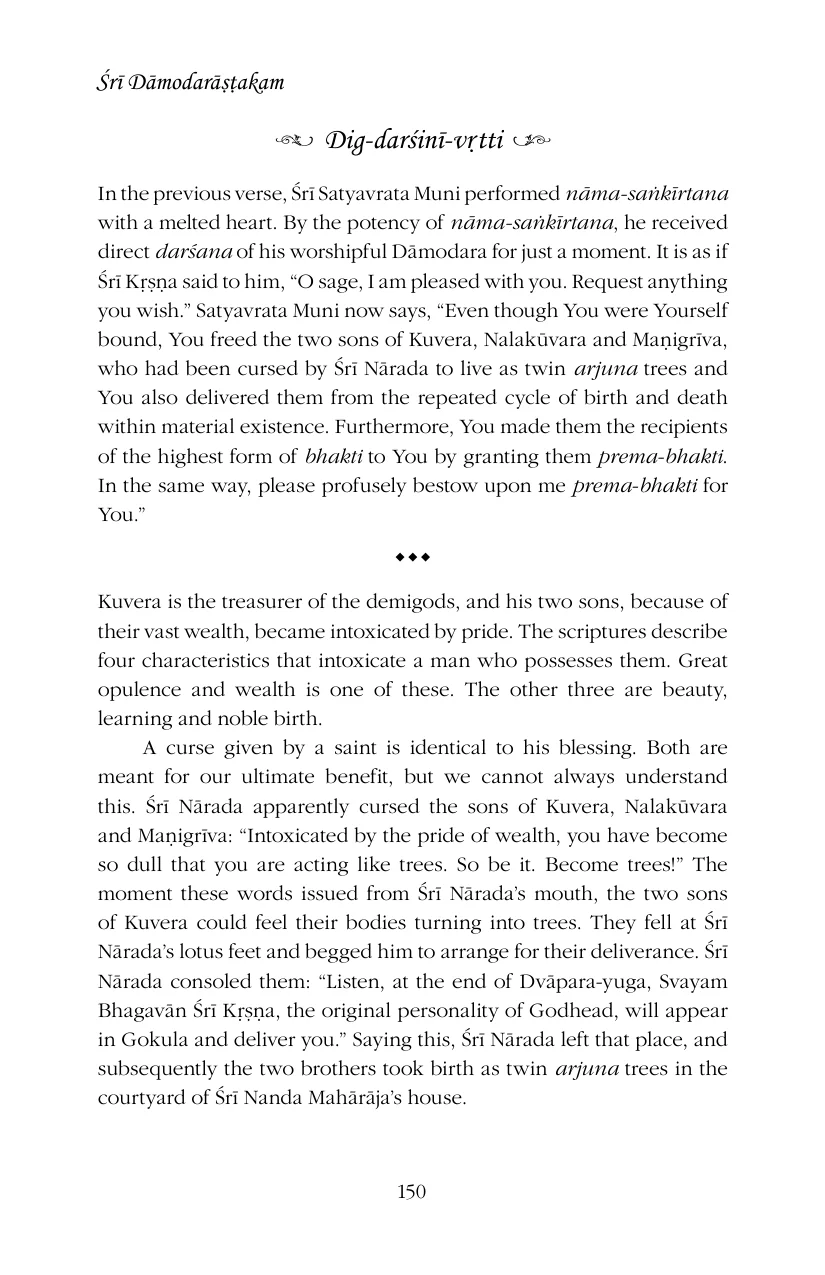 Śrī Dāmodarāṣṭakam
Dig-darśinī-vṛtti
In the previous verse, Śrī Satyavrata Muni performed nāma-saṅkīrtana
with a melted heart. By the potency of nāma-saṅkīrtana, he received
direct darśana of his worshipful Dāmodara for just a moment. It is as if
Śrī Kṛṣṇa said to him, “O sage, I am pleased with you. Request anything
you wish.” Satyavrata Muni now says, “Even though You were Yourself
bound, You freed the two sons of Kuvera, Nalakūvara and Maṇigrīva,
who had been cursed by Śrī Nārada to live as twin arjuna trees and
You also delivered them from the repeated cycle of birth and death
within material existence. Furthermore, You made them the recipients
of the highest form of bhakti to You by granting them prema-bhakti.
In the same way, please profusely bestow upon me prema-bhakti for
You.”
Kuvera is the treasurer of the demigods, and his two sons, because of
their vast wealth, became intoxicated by pride. The scriptures describe
four characteristics that intoxicate a man who possesses them. Great
opulence and wealth is one of these. The other three are beauty,
learning and noble birth.
A curse given by a saint is identical to his blessing. Both are
meant for our ultimate benefit, but we cannot always understand
this. Śrī Nārada apparently cursed the sons of Kuvera, Nalakūvara
and Maṇigrīva: “Intoxicated by the pride of wealth, you have become
so dull that you are acting like trees. So be it. Become trees!” The
moment these words issued from Śrī Nārada’s mouth, the two sons
of Kuvera could feel their bodies turning into trees. They fell at Śrī
Nārada’s lotus feet and begged him to arrange for their deliverance. Śrī
Nārada consoled them: “Listen, at the end of Dvāpara-yuga, Svayam
Bhagavān Śrī Kṛṣṇa, the original personality of Godhead, will appear
in Gokula and deliver you.” Saying this, Śrī Nārada left that place, and
subsequently the two brothers took birth as twin arjuna trees in the
courtyard of Śrī Nanda Mahārāja’s house.
150